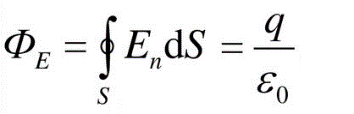 Φ_E = ∮_S E_n dS = q/ε_0